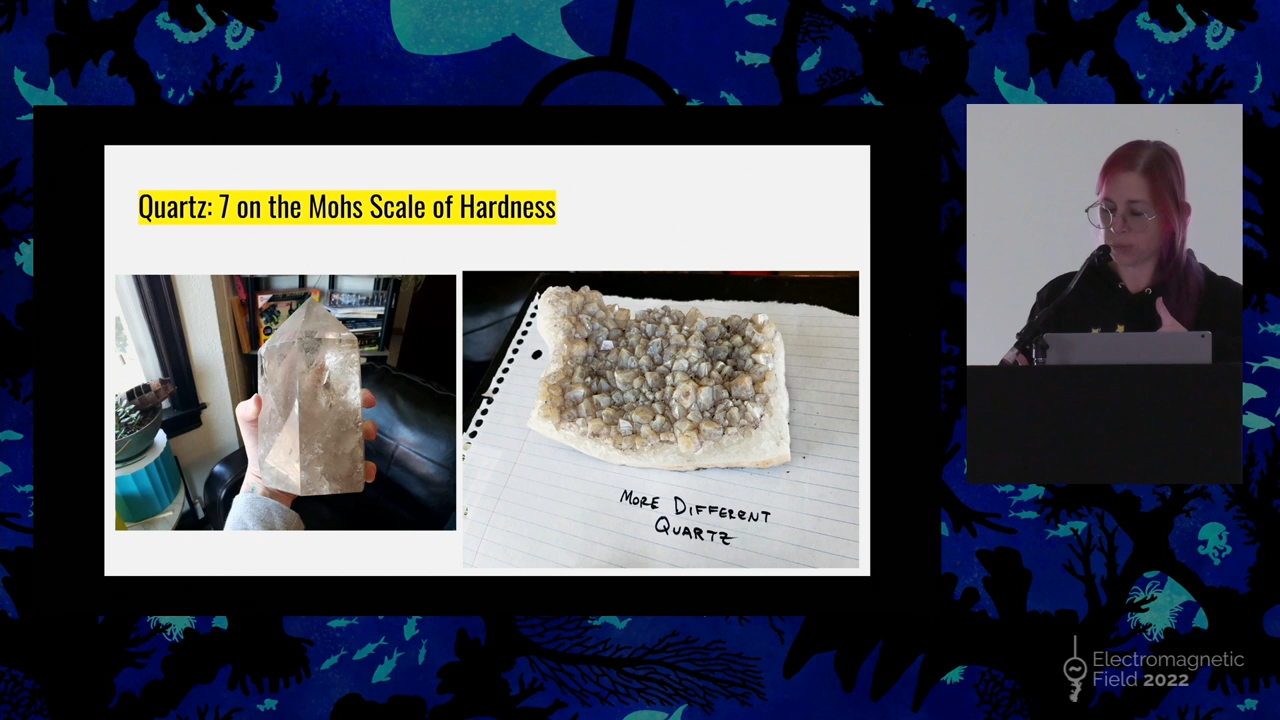 Quartz: 7 on the Mohs Scale of Hardness
MORE DIFFERENT
QUARTZ
Electromagnetic
Field 2022